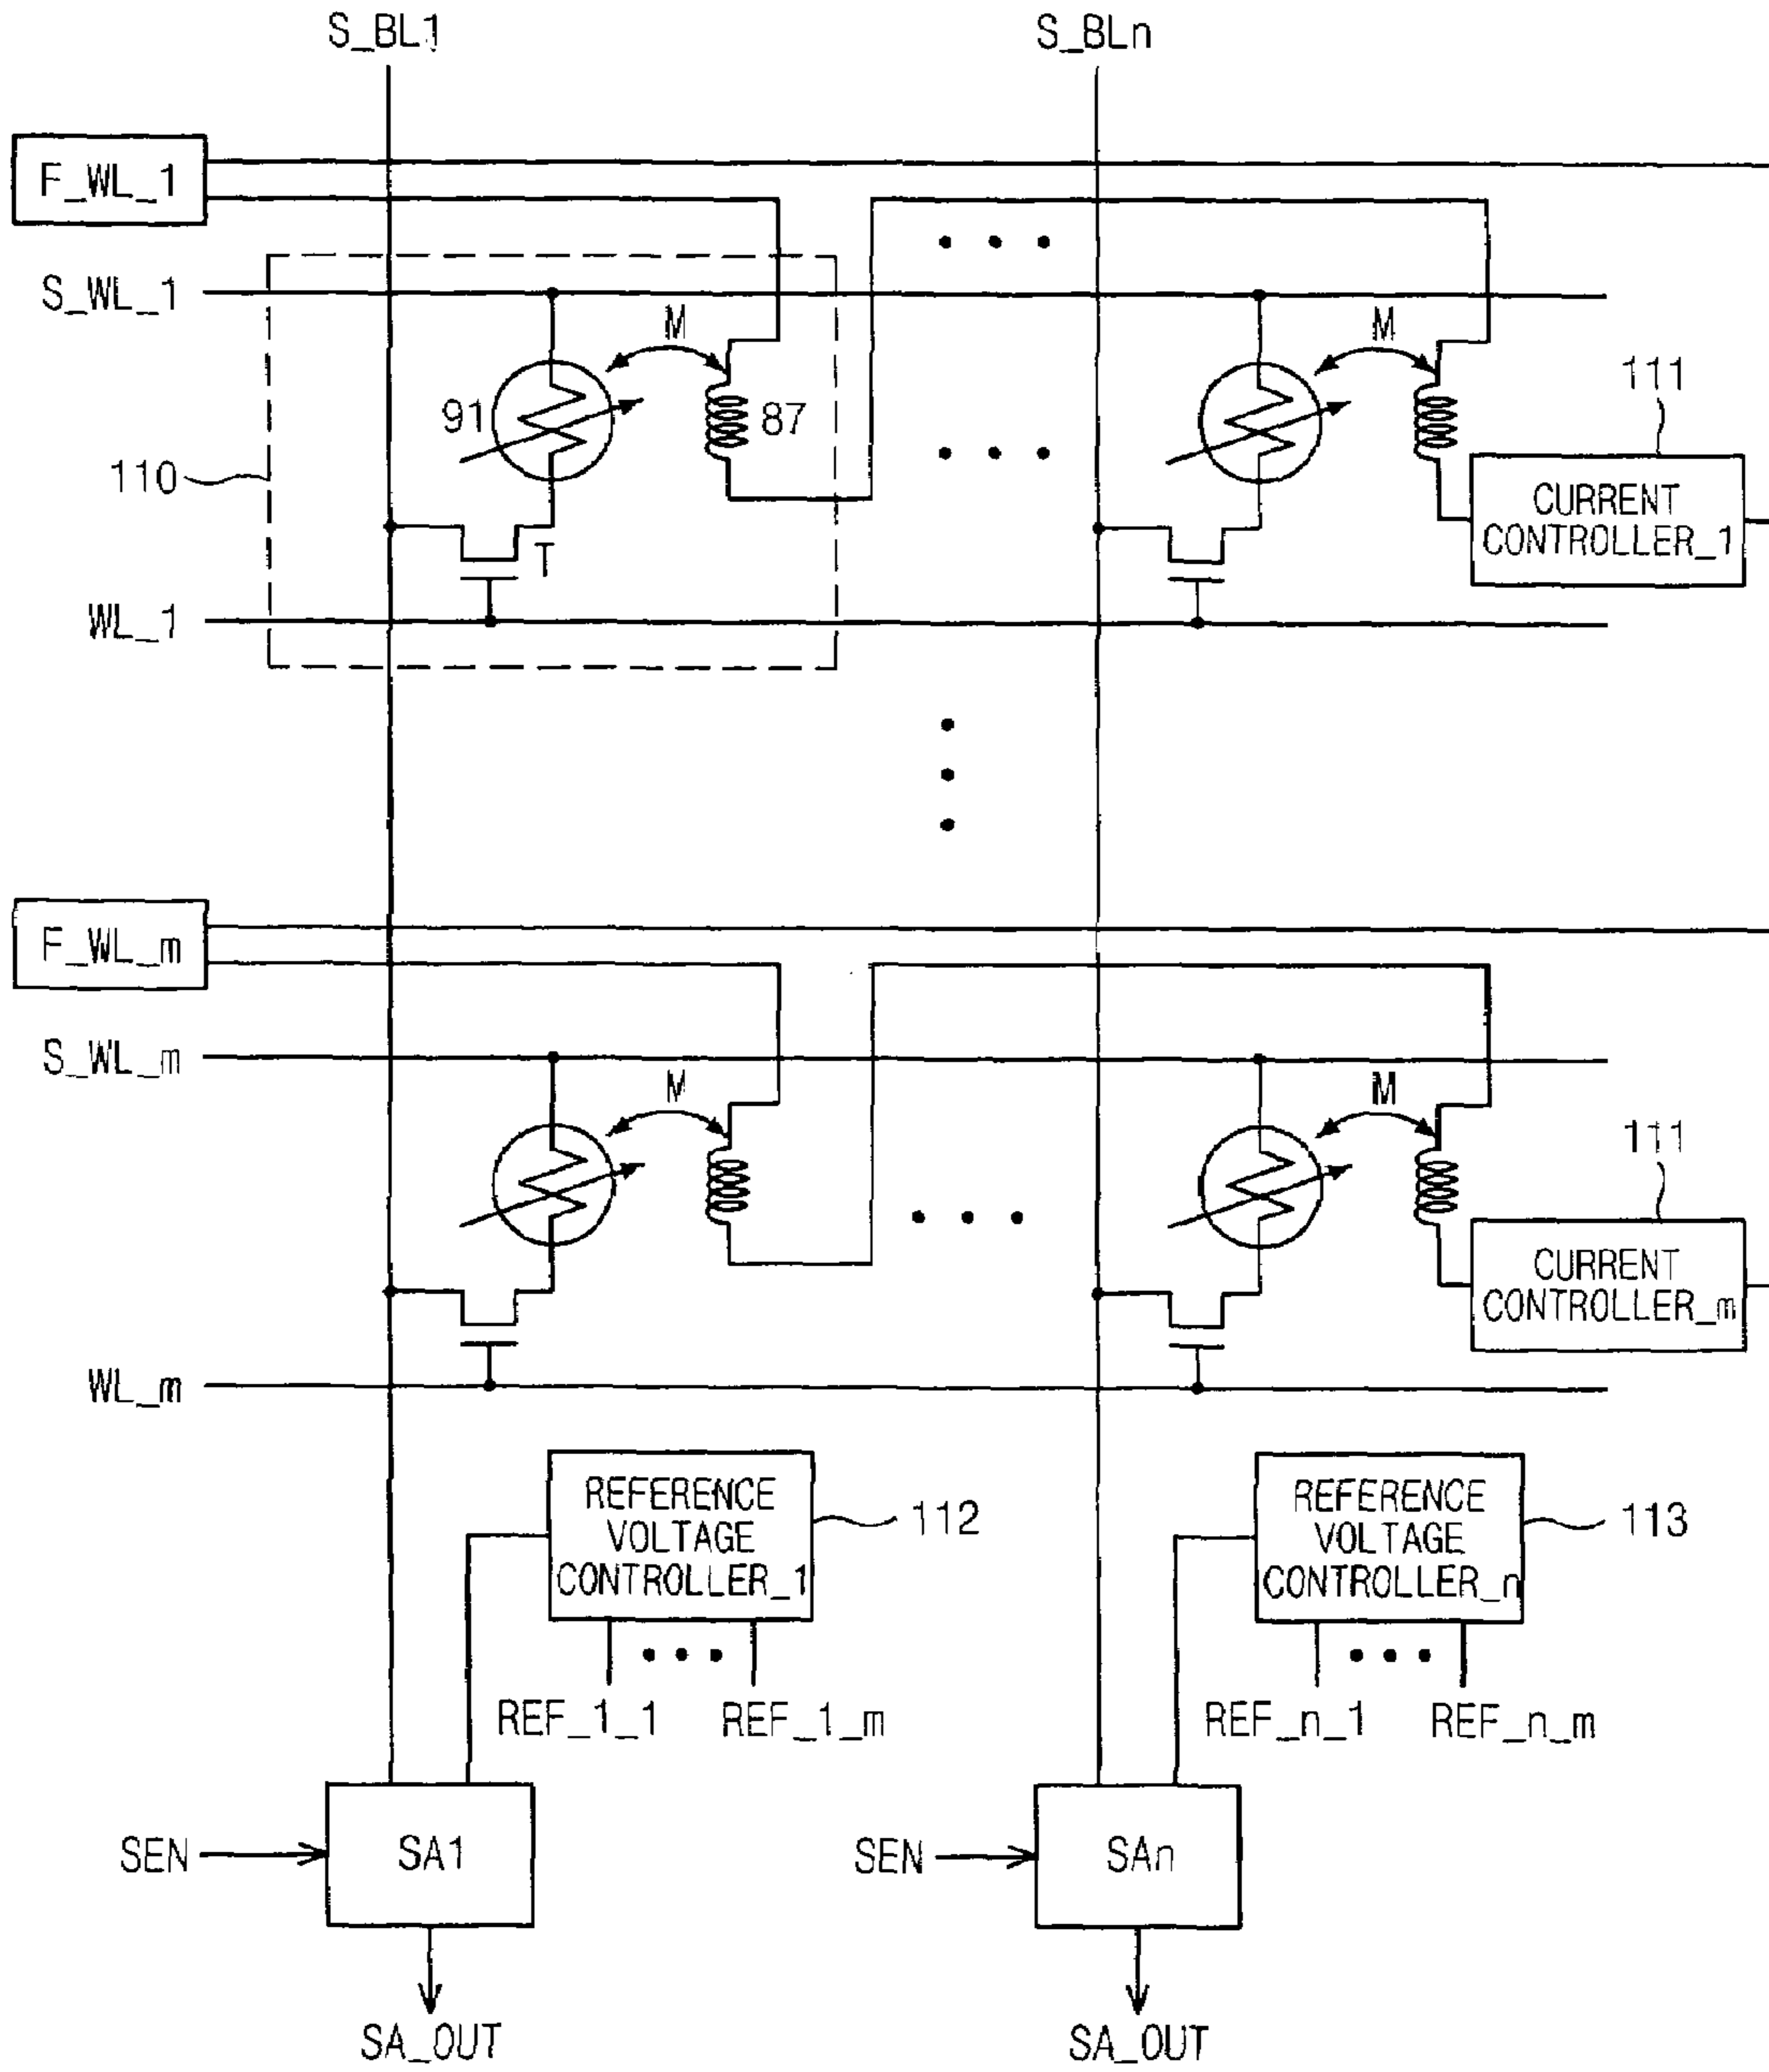 S_BL1
S_BLn
F_WL_1
S_WL_1
M
M
91
87
111
110
CURRENT
CONTROLLER_1
T
WL_1
F_WL_m
S_WL_m
M
M
111
CURRENT
CONTROLLER_m
WL_m
REFERENCE
VOLTAGE
CONTROLLER_1
112
REFERENCE
VOLTAGE
CONTROLLER_n
113
REF_1_1
REF_1_m
REF_n_1
REF_n_m
SEN
SA1
SEN
SAn
SA_OUT
SA_OUT